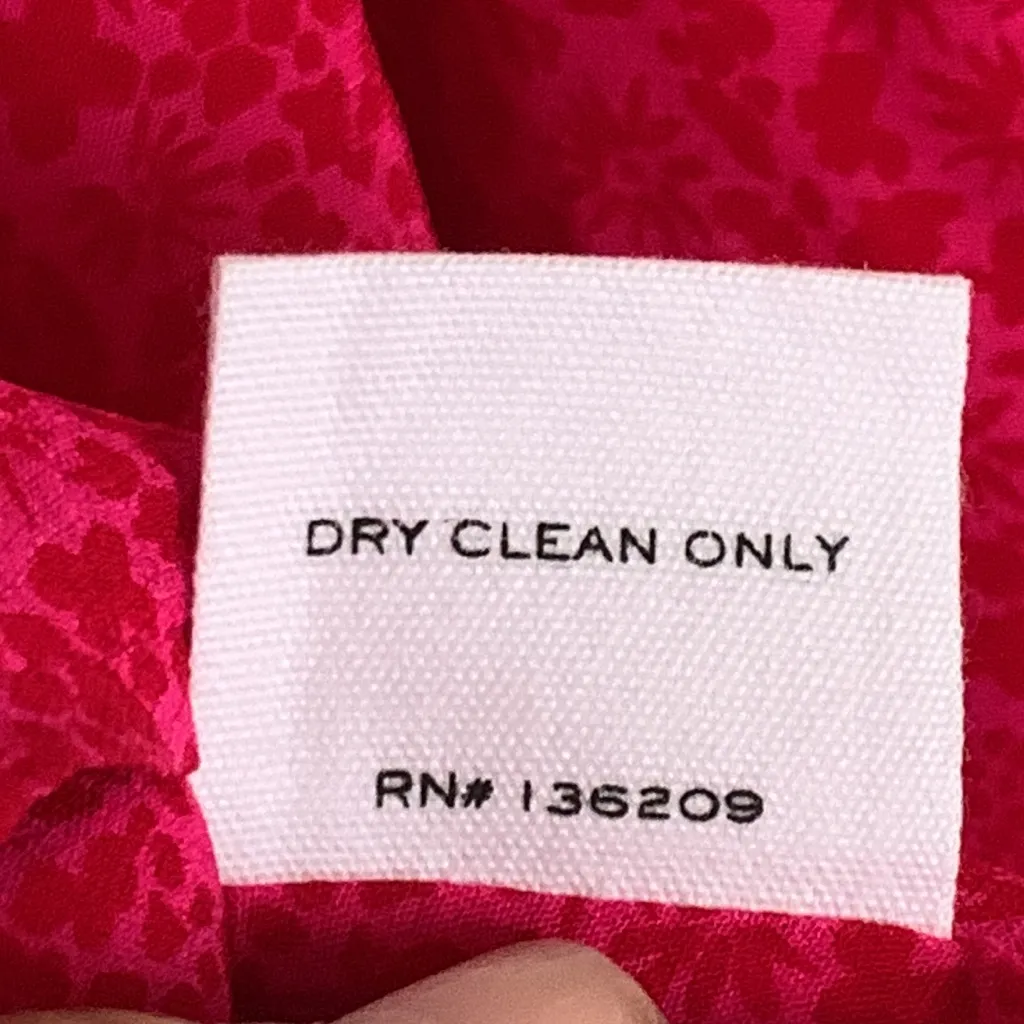 DRY CLEAN ONLY
RN# 136209